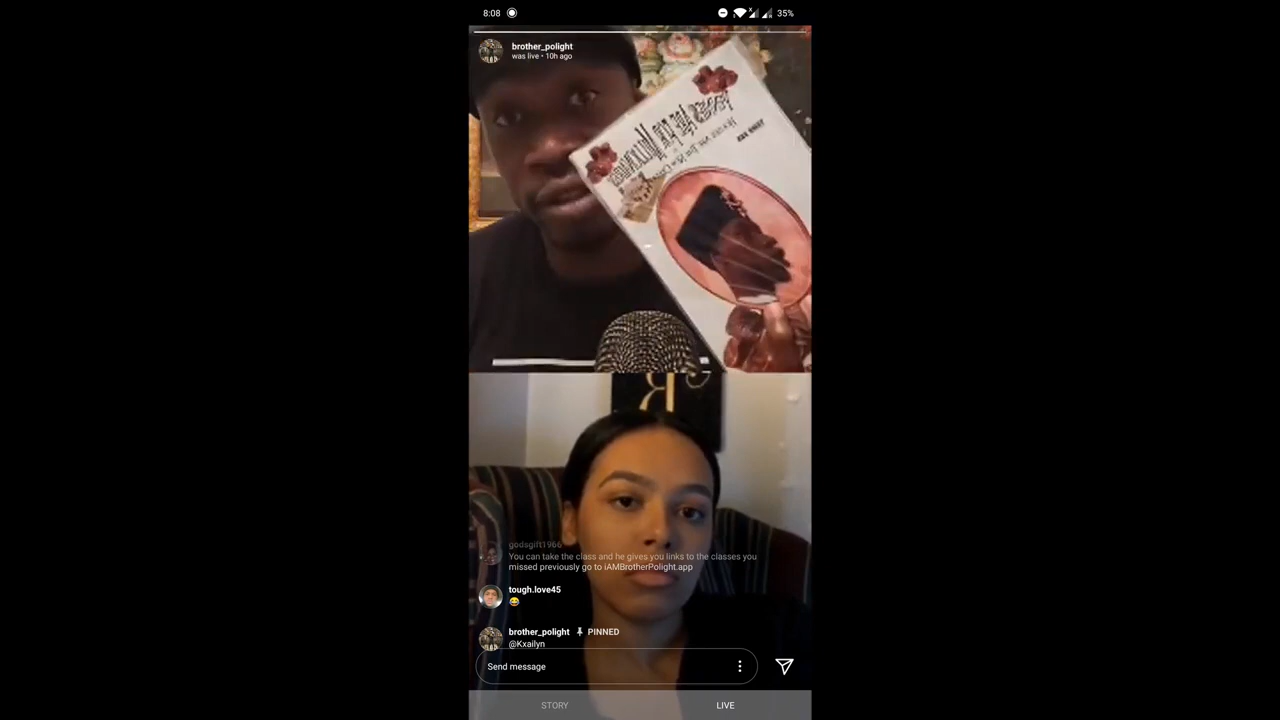 8:08
35%
brother_polight
was live • 10h ago
godsgift1966
You can take the class and he gives you links to the classes you
missed previously go to iAMBrotherPolight.app
tough.love45
😂
brother_polight PINNED
@Kxailyn
Send message
STORY LIVE